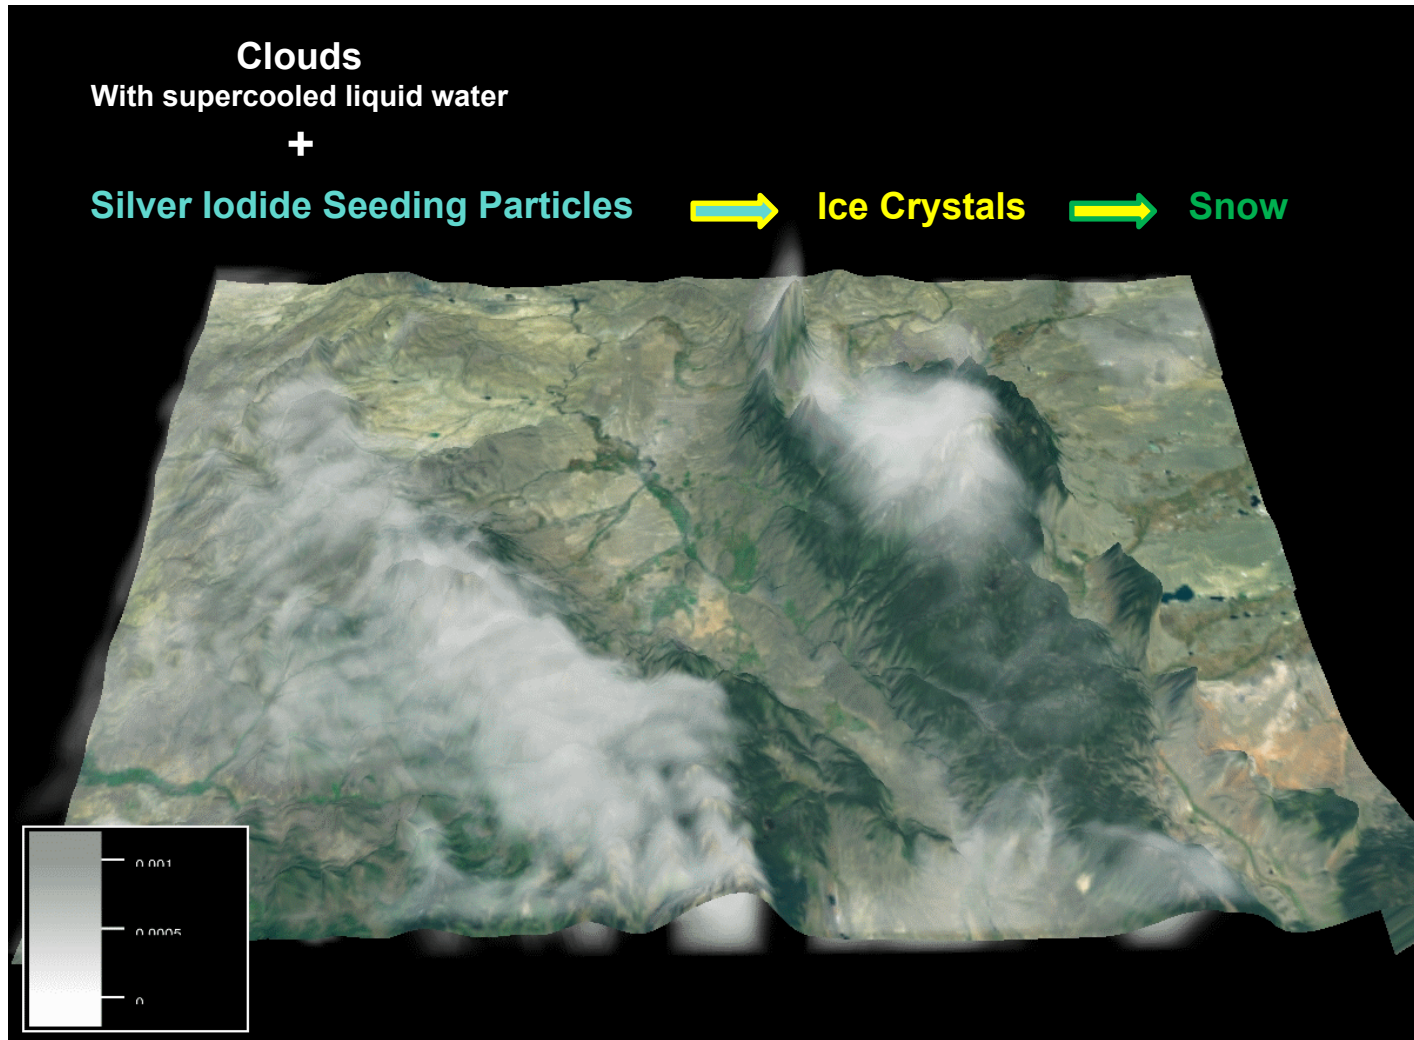 Clouds
With supercooled liquid water
+
Silver Iodide Seeding Particles Ice Crystals Snow
0.001
0.0005
0